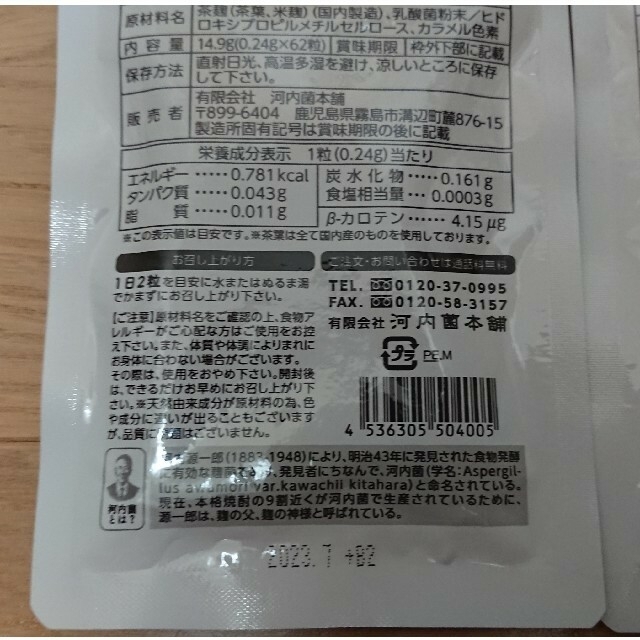 原材料名 茶麹(茶葉、米麹)(国内製造)、乳酸菌粉末/ヒド
ロキシプロピルメチルセルロース、カラメル色素
内容量 14.9g(0.24g×62粒) 賞味期限 枠外下部に記載
保存方法 直射日光、高温多湿を避け、涼しいところに保存
して下さい。
販売者 有限会社 河内菌本舗
〒899-6404 鹿児島県霧島市溝辺町麓876-15
製造所固有記号は賞味期限の後に記載
栄養成分表示 1粒(0.24g)当たり
エネルギー ・・・・・ 0.781kcal
タンパク質 ・・・・・ 0.043g
脂質 ・・・・・ 0.011g
炭水化物 ・・・・・ 0.161g
食塩相当量 ・・・ 0.0003g
β-カロテン ・・・・・・ 4.15μg
※この表示値は目安です。※茶葉は全て国内産のものを使用しております。
お召し上がり方
1日2粒を目安に水またはぬるま湯
でかまずにお召し上がり下さい。
【ご注意】原材料名をご確認の上、食物ア
レルギーがご心配な方はご使用をお控
え下さい。また、体質や体調によりまれに
お身体に合わない場合がございます。
その際は、使用をおやめ下さい。開封後
は、できるだけお早めにお召し上がり下
さい。※天然由来成分が原材料の為、色
や成分に違いが出ることもございます
が、品質に問題はございません。
ご注文・お問い合わせは通話料無料
TEL. 0120-37-0995
FAX. 0120-58-3157
有限会社 河内菌本舗
プラ PE.M
4 536305 504005
河内菌とは?
源一郎(1883-1948)により、明治43年に発見された食物発酵
に有効な麹菌であり、発見者にちなんで、河内菌(学名:Aspergil-
lus awamori var.kawachii kitahara)と命名されている。
現在、本格焼酎の9割近くが河内菌で生産されているために、
源一郎は、麹の父、麹の神様と呼ばれている。
2023.7 +B2